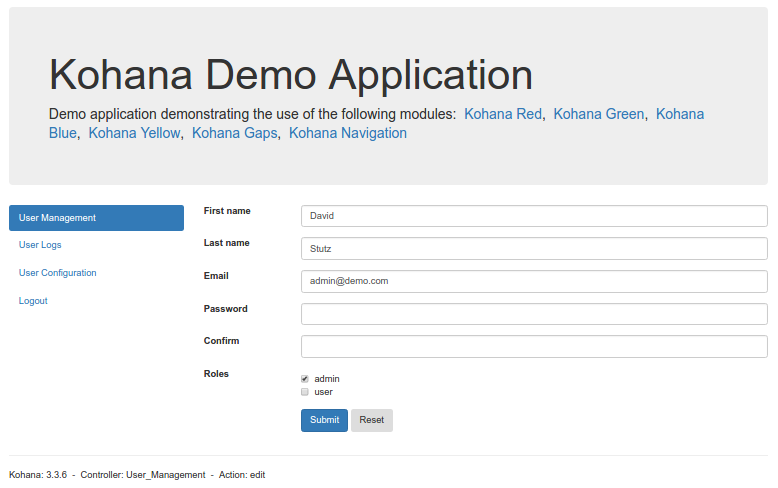 Kohana Demo Application
Demo application demonstrating the use of the following modules: Kohana Red, Kohana Green, Kohana
Blue, Kohana Yellow, Kohana Gaps, Kohana Navigation
User Management
User Logs
User Configuration
Logout
First name
David
Last name
Stutz
Email
admin@demo.com
Password
Confirm
Roles
admin
user
Submit
Reset
Kohana: 3.3.6 - Controller: User_Management - Action: edit